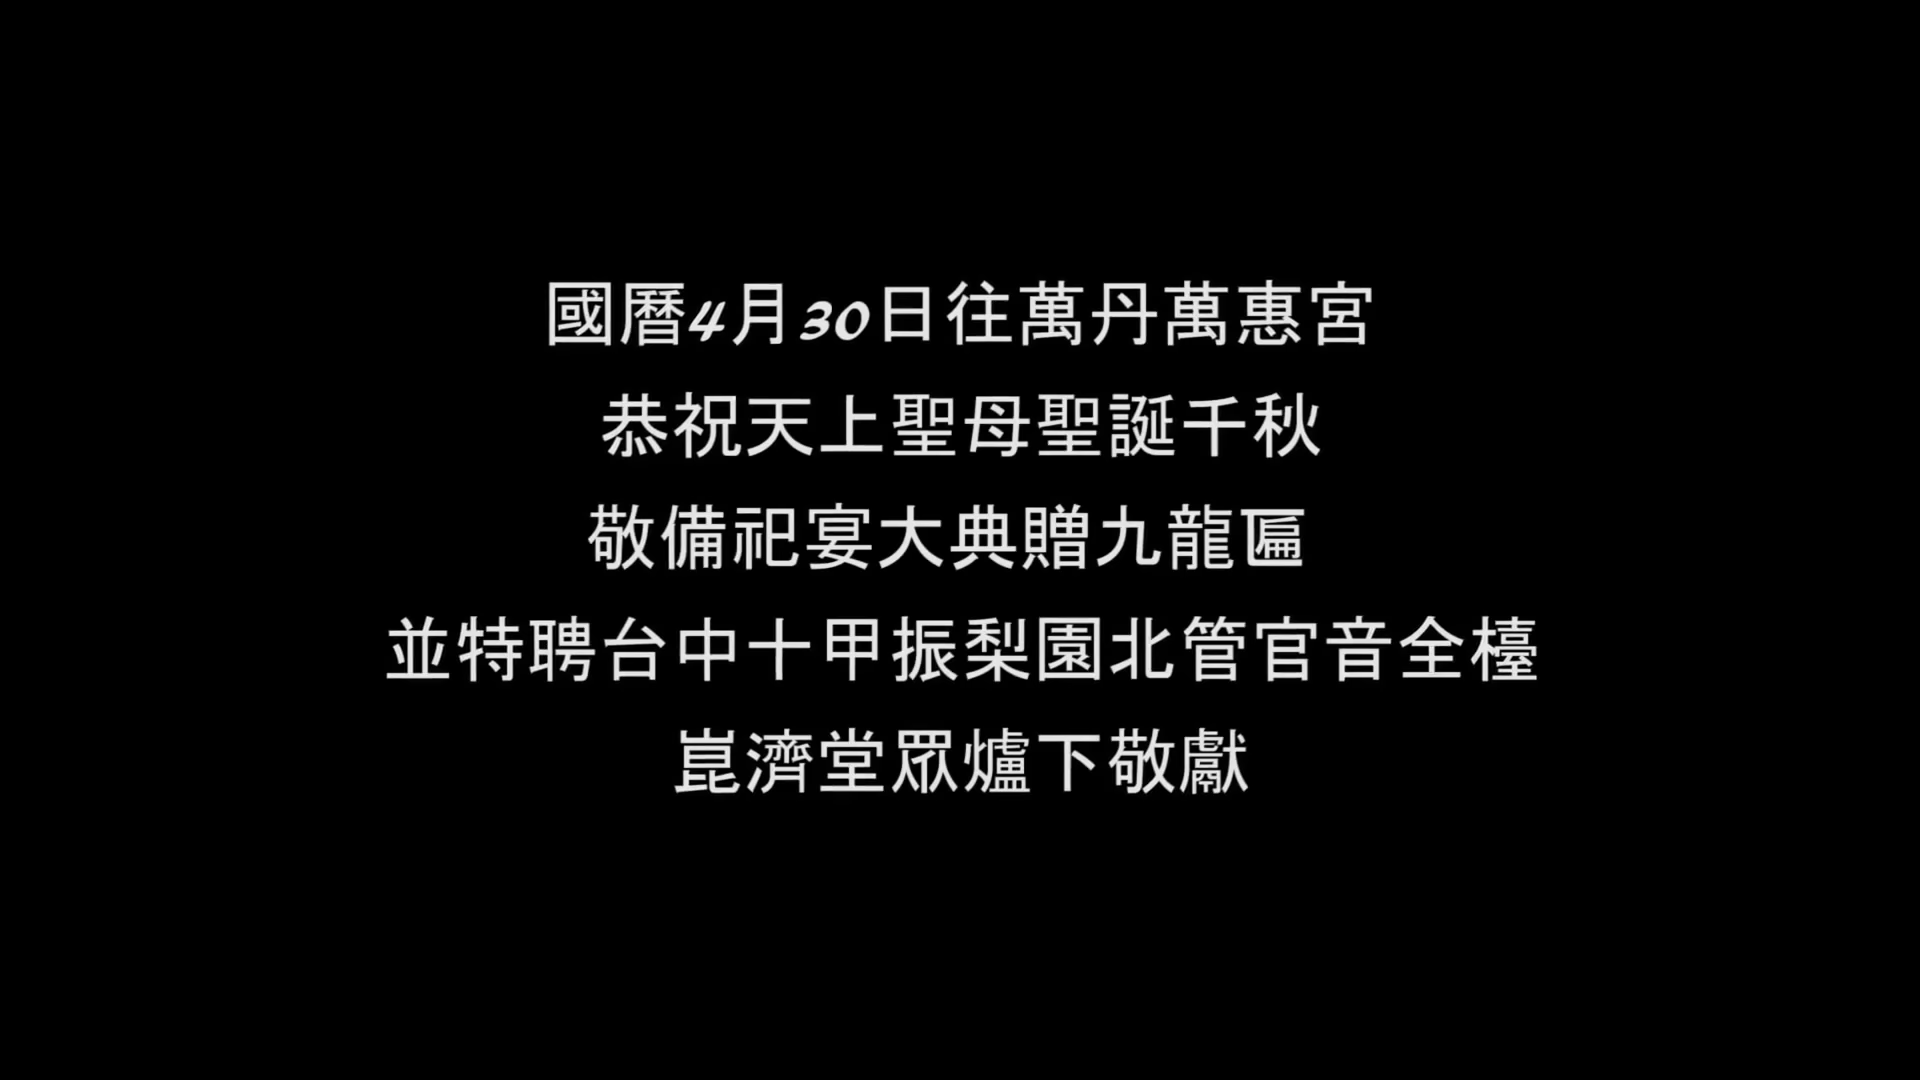 國曆4月30日往萬丹萬惠宮
恭祝天上聖母聖誕千秋
敬備祀宴大典贈九龍匾
並特聘台中十甲振梨園北管官音全檯
崑濟堂眾爐下敬獻